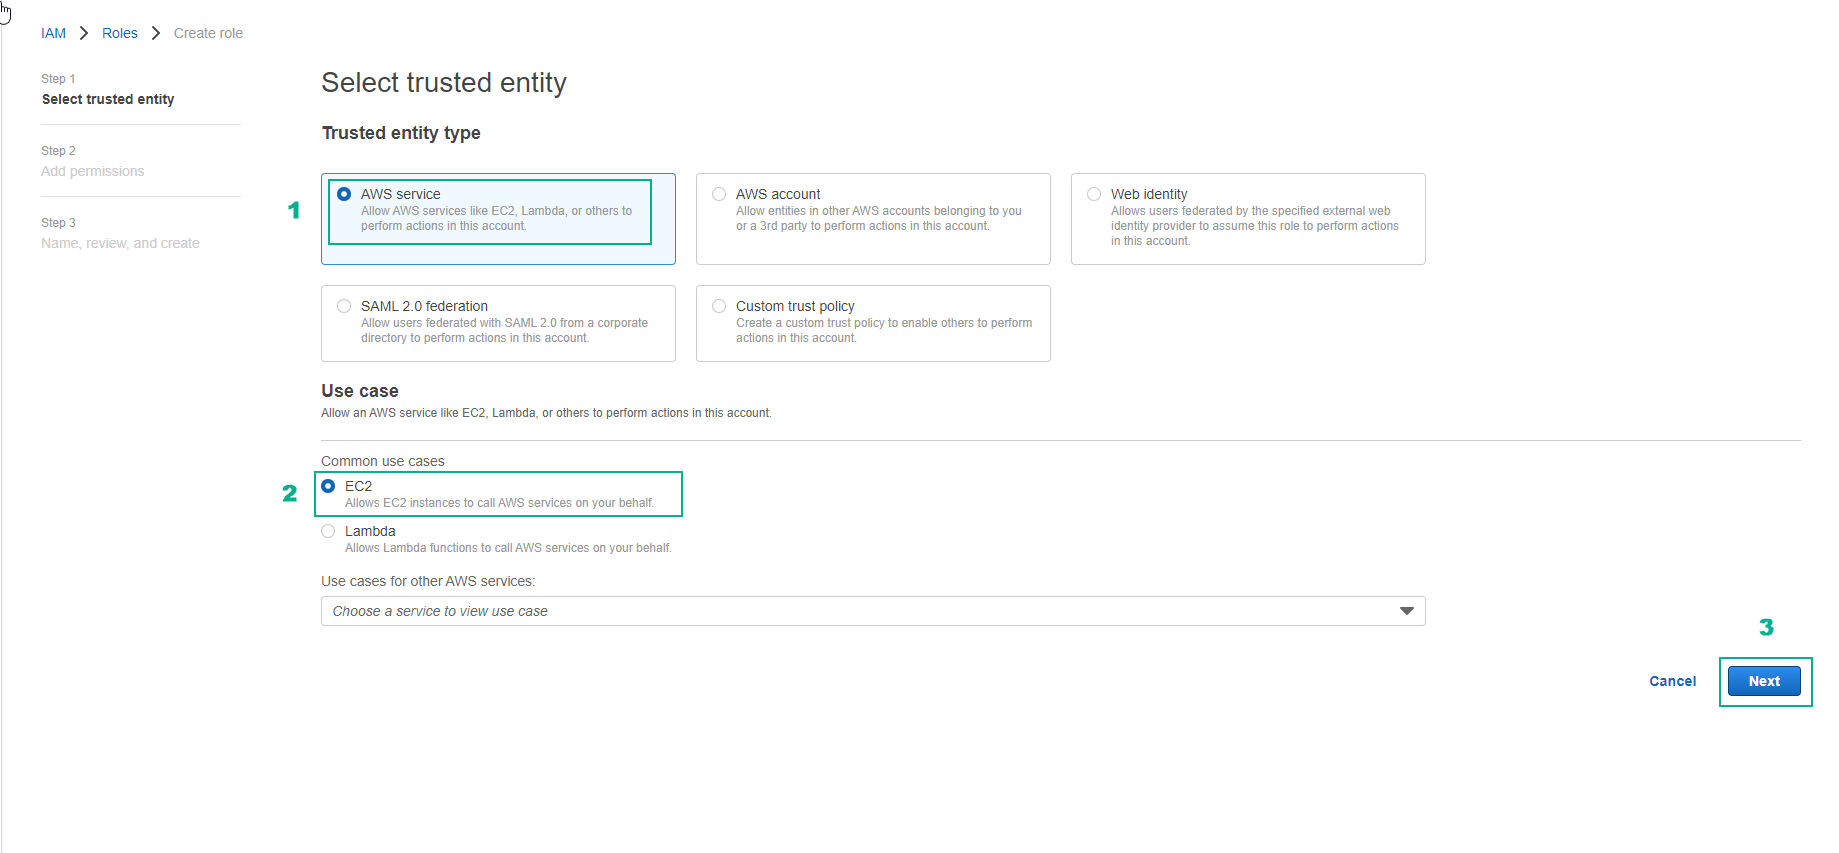 IAM > Roles > Create role
Step 1
Select trusted entity
Step 2
Add permissions
Step 3
Name, review, and create
Select trusted entity
Trusted entity type
1
AWS service
Allow AWS services like EC2, Lambda, or others to
perform actions in this account.
AWS account
Allow entities in other AWS accounts belonging to you
or a 3rd party to perform actions in this account.
Web identity
Allows users federated by the specified external web
identity provider to assume this role to perform actions
in this account.
SAML 2.0 federation
Allow users federated with SAML 2.0 from a corporate
directory to perform actions in this account.
Custom trust policy
Create a custom trust policy to enable others to perform
actions in this account.
Use case
Allow an AWS service like EC2, Lambda, or others to perform actions in this account.
Common use cases
2
EC2
Allows EC2 instances to call AWS services on your behalf.
Lambda
Allows Lambda functions to call AWS services on your behalf.
Use cases for other AWS services:
Choose a service to view use case
3
Cancel
Next